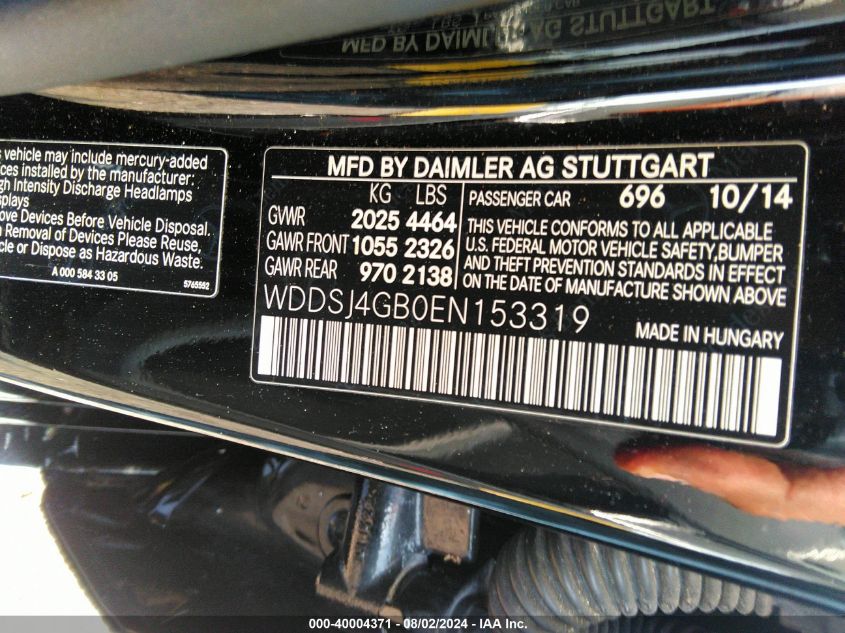 MFD BY DAIMLER AG STUTTGART
s vehicle may include mercury-added
ces installed by the manufacturer:
gh Intensity Discharge Headlamps
splays
ove Devices Before Vehicle Disposal.
n Removal of Devices Please Reuse,
cle or Dispose as Hazardous Waste.
A 000 584 33 05
5765552
MFD BY DAIMLER AG STUTTGART
KG LBS
GVWR 2025 4464
GAWR FRONT 1055 2326
GAWR REAR 970 2138
PASSENGER CAR 696 10/14
THIS VEHICLE CONFORMS TO ALL APPLICABLE
U.S. FEDERAL MOTOR VEHICLE SAFETY, BUMPER
AND THEFT PREVENTION STANDARDS IN EFFECT
ON THE DATE OF MANUFACTURE SHOWN ABOVE
WDDSJ4GB0EN153319
MADE IN HUNGARY
000-40004371 - 08/02/2024 - IAA Inc.